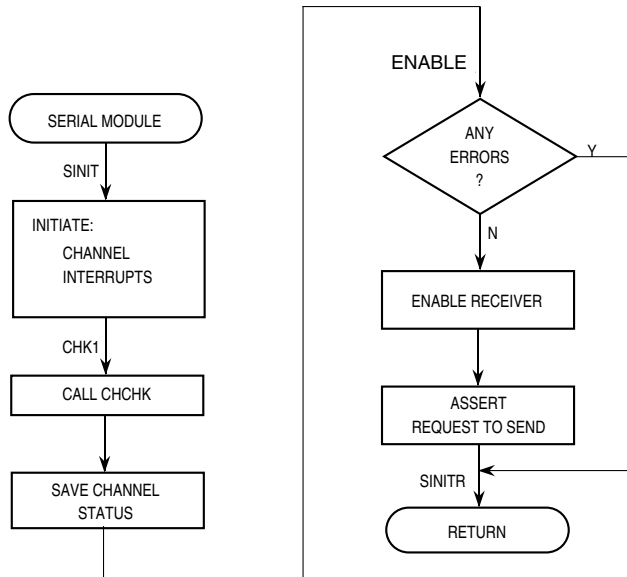 SERIAL MODULE
SINIT
INITIATE:
CHANNEL
INTERRUPTS
CHK1
CALL CHCHK
SAVE CHANNEL
STATUS
ENABLE
ANY
ERRORS
?
Y
N
ENABLE RECEIVER
ASSERT
REQUEST TO SEND
SINITR
RETURN